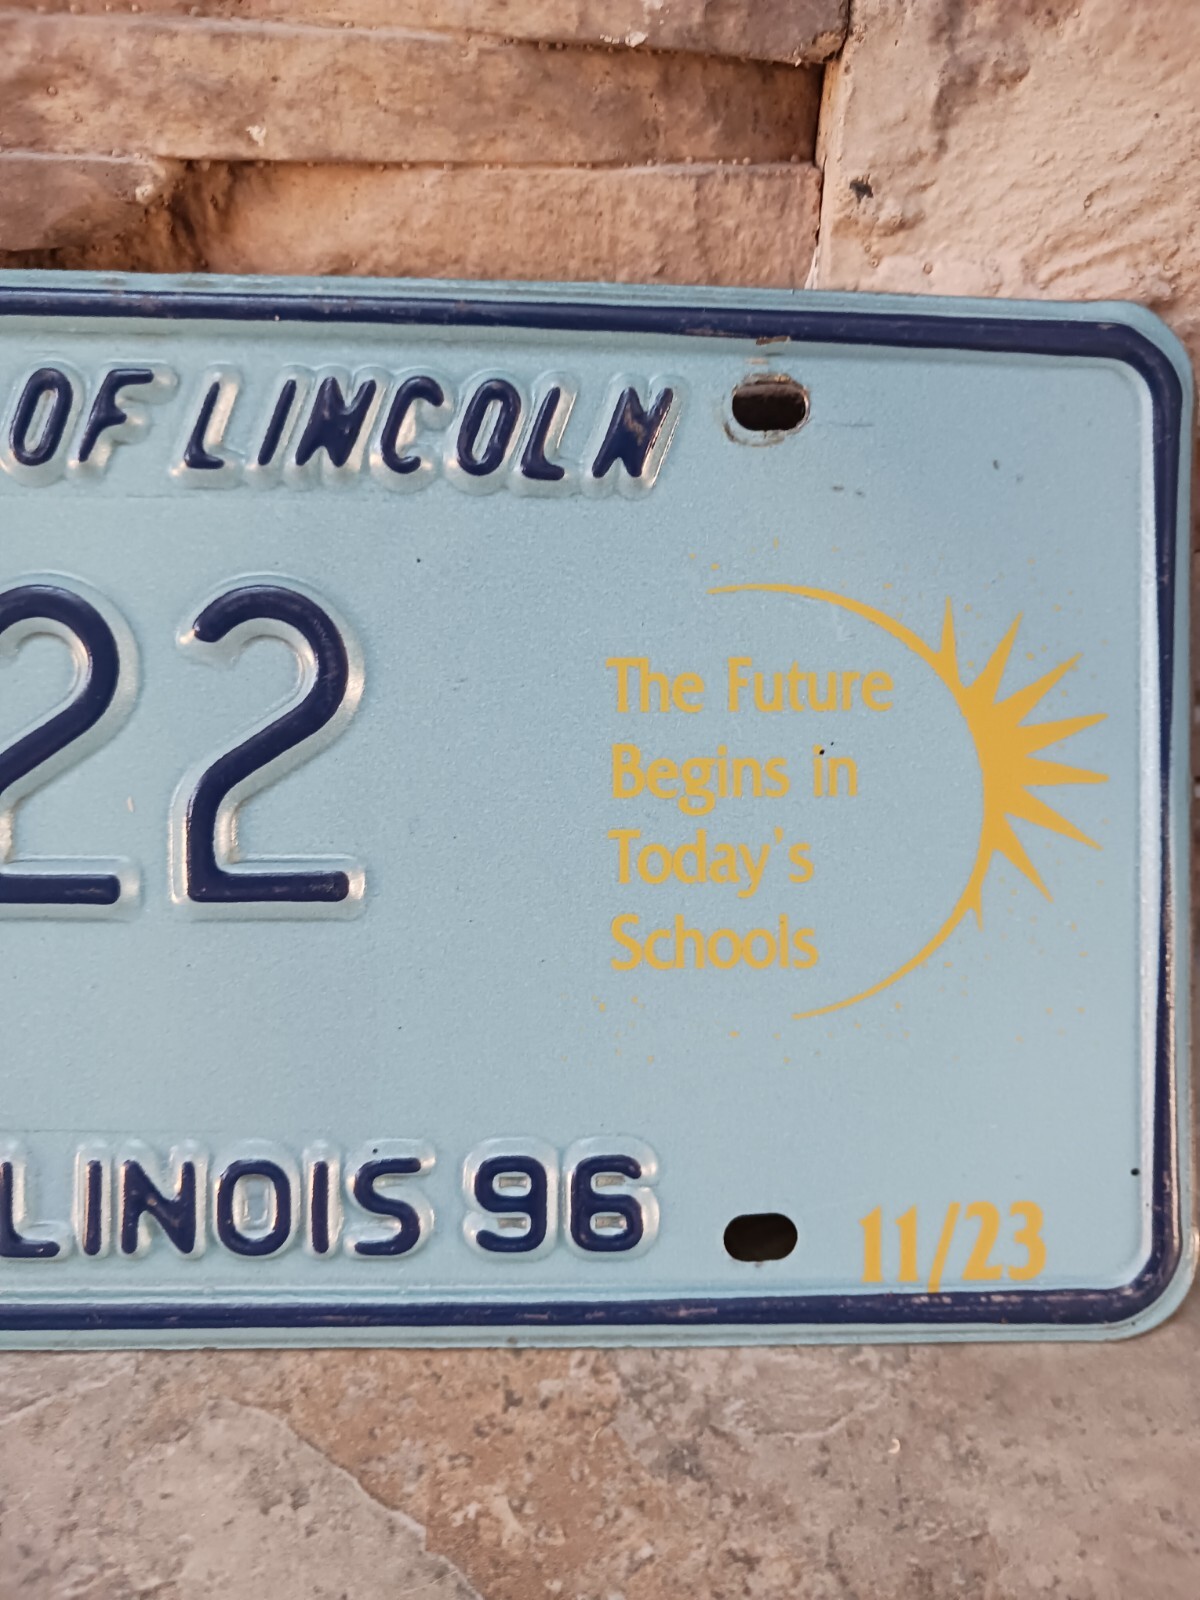 OF LINCOLN
22
The Future
Begins in
Today's
Schools
LINOIS 96
11/23